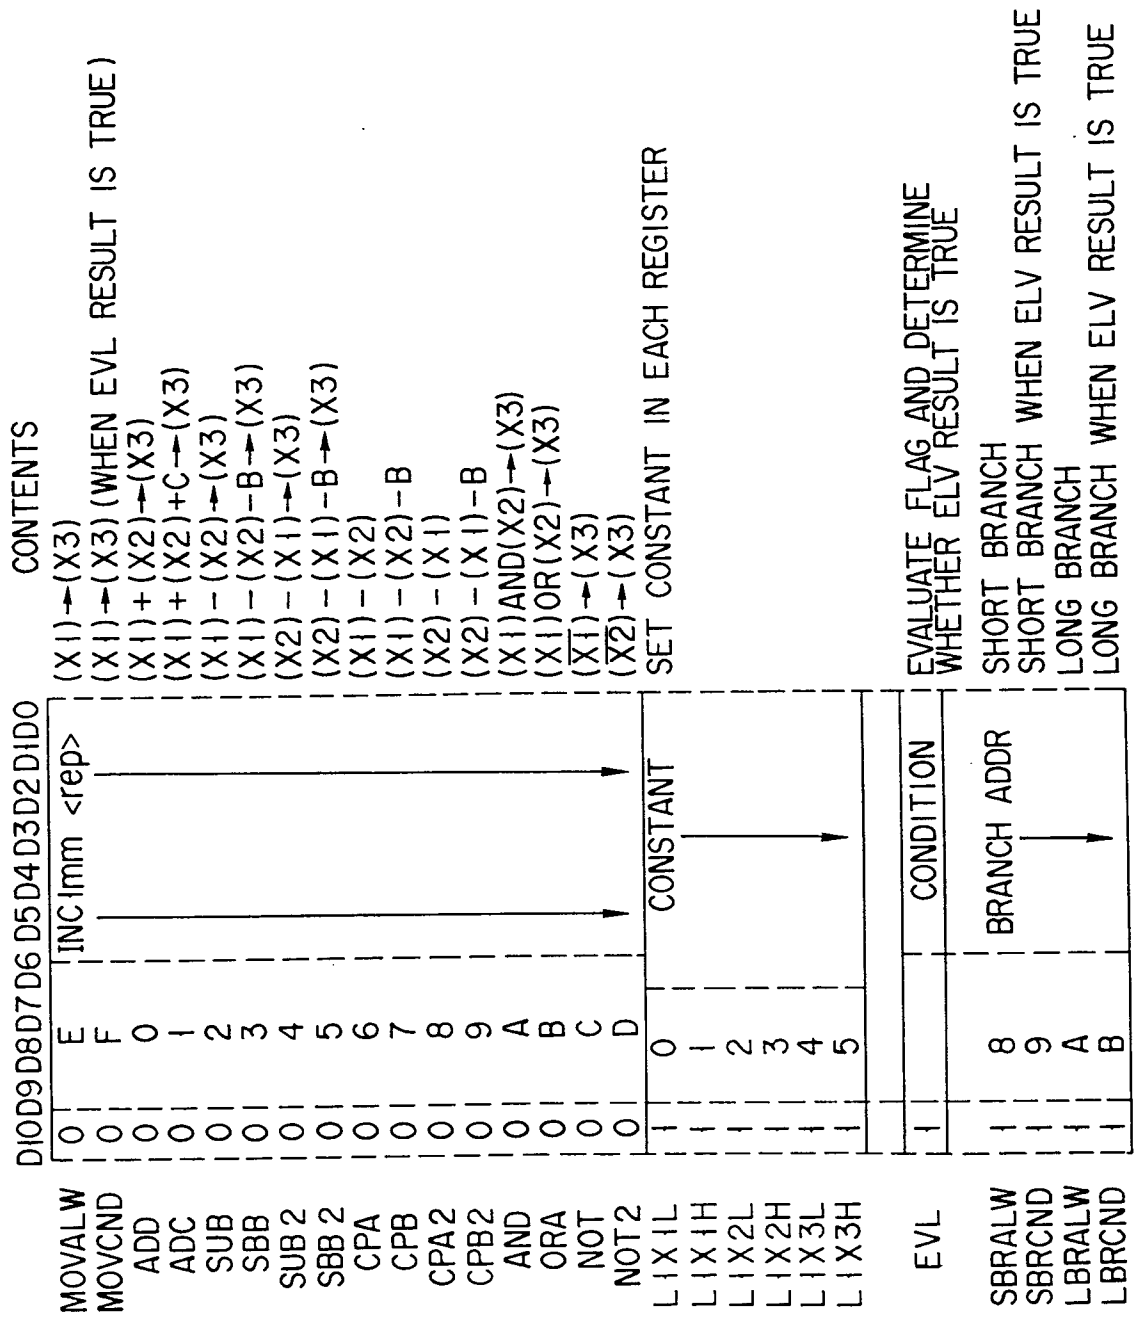 CONTENTS
D10 D9 D8 D7 D6 D5 D4 D3 D2 D1 D0
MOVALW 0 E INC Imm <rep> (X1)→(X3)
MOVCND 0 F (X1)→(X3)(WHEN EVL RESULT IS TRUE)
ADD 0 0 (X1)+(X2)→(X3)
ADC 0 1 (X1)+(X2)+C→(X3)
SUB 0 2 (X1)-(X2)→(X3)
SBB 0 3 (X1)-(X2)-B→(X3)
SUB2 0 4 (X2)-(X1)→(X3)
SBB2 0 5 (X2)-(X1)-B→(X3)
CPA 0 6 (X1)-(X2)
CPB 0 7 (X1)-(X2)-B
CPA2 0 8 (X2)-(X1)
CPB2 0 9 (X2)-(X1)-B
AND 0 A (X1)AND(X2)→(X3)
ORA 0 B (X1)OR(X2)→(X3)
NOT 0 C (X̅1̅)→(X3)
NOT2 0 D (X̅2̅)→(X3)
LIX1L 1 0 CONSTANT SET CONSTANT IN EACH REGISTER
LIX1H 1 1
LIX2L 1 2
LIX2H 1 3
LIX3L 1 4
LIX3H 1 5
EVL 1 CONDITION EVALUATE FLAG AND DETERMINE
WHETHER ELV RESULT IS TRUE
SBRALW 1 8 BRANCH ADDR SHORT BRANCH
SBRCND 1 9 SHORT BRANCH WHEN ELV RESULT IS TRUE
LBRALW 1 A LONG BRANCH
LBRCND 1 B LONG BRANCH WHEN ELV RESULT IS TRUE